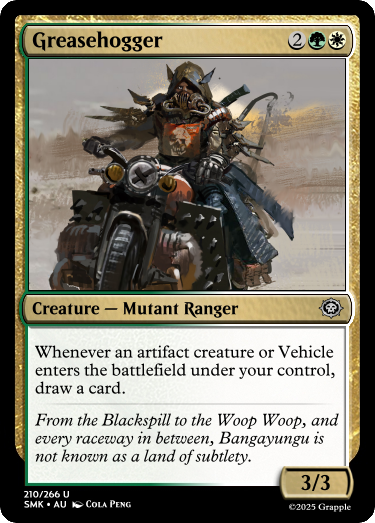 Greasehogger 2
Creature — Mutant Ranger
Whenever an artifact creature or Vehicle
enters the battlefield under your control,
draw a card.
From the Blackspill to the Woop Woop, and
every raceway in between, Bangayungu is
not known as a land of subtlety.
3/3
210/266 U
SMK • AU Cola Peng
©2025 Grapple